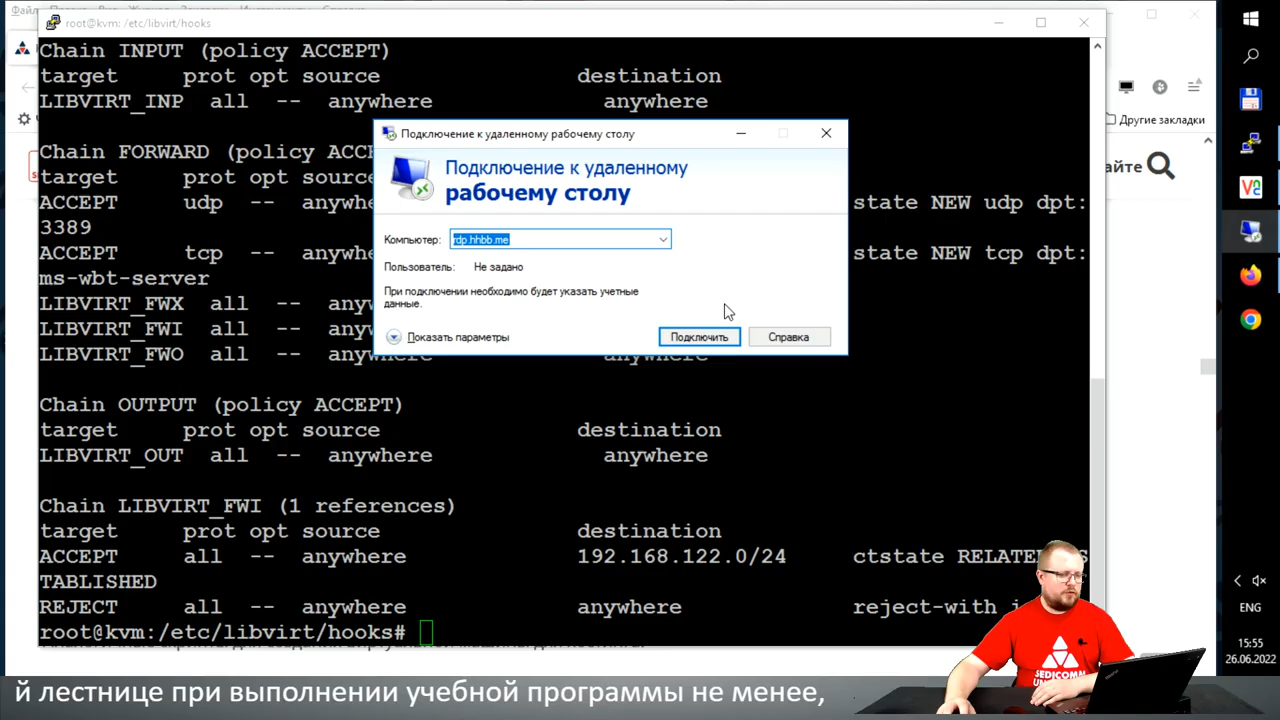 root@kvm: /etc/libvirt/hooks
Chain INPUT (policy ACCEPT)
target prot opt source destination
LIBVIRT_INP all -- anywhere anywhere
Chain FORWARD (policy ACC
target prot opt source
ACCEPT udp -- anywhe state NEW udp dpt:
3389
ACCEPT tcp -- anywhe state NEW tcp dpt:
ms-wbt-server
LIBVIRT_FWX all -- anyw
LIBVIRT_FWI all -- anyw
LIBVIRT_FWO all -- anywhere anywhere
Chain OUTPUT (policy ACCEPT)
target prot opt source destination
LIBVIRT_OUT all -- anywhere anywhere
Chain LIBVIRT_FWI (1 references)
target prot opt source destination
ACCEPT all -- anywhere 192.168.122.0/24 ctstate RELATE S
TABLISHED
REJECT all -- anywhere anywhere reject-with i
root@kvm:/etc/libvirt/hooks#
Подключение к удаленному рабочему столу
Подключение к удаленному
рабочему столу
Компьютер: rdp.hhbb.me
Пользователь: Не задано
При подключении необходимо будет указать учетные
данные.
Показать параметры
Подключить
Справка
Другие закладки
айте
ENG
15:55
26.06.2022
SEDICOMM
й лестнице при выполнении учебной программы не менее,